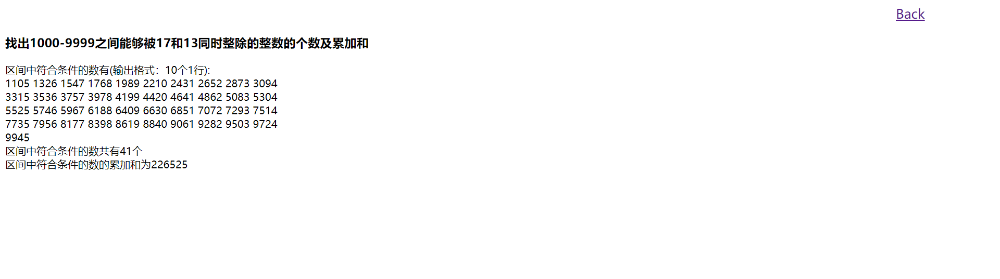 Back
找出1000-9999之间能够被17和13同时整除的整数的个数及累加和
区间中符合条件的数有(输出格式：10个1行):
1105 1326 1547 1768 1989 2210 2431 2652 2873 3094
3315 3536 3757 3978 4199 4420 4641 4862 5083 5304
5525 5746 5967 6188 6409 6630 6851 7072 7293 7514
7735 7956 8177 8398 8619 8840 9061 9282 9503 9724
9945
区间中符合条件的数共有41个
区间中符合条件的数的累加和为226525